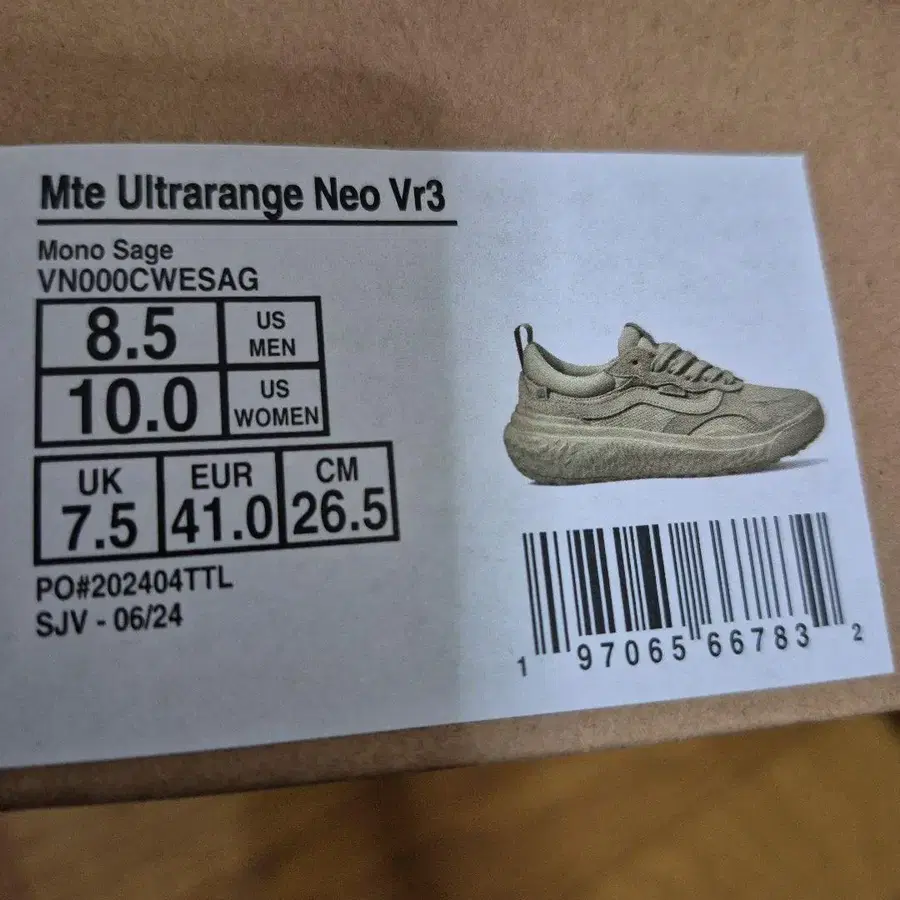 Mte Ultrarange Neo Vr3
Mono Sage
VN000CWESAG
8.5 US MEN
10.0 US WOMEN
UK EUR CM
7.5 41.0 26.5
PO#202404TTL
SJV - 06/24
1 97065 66783 2